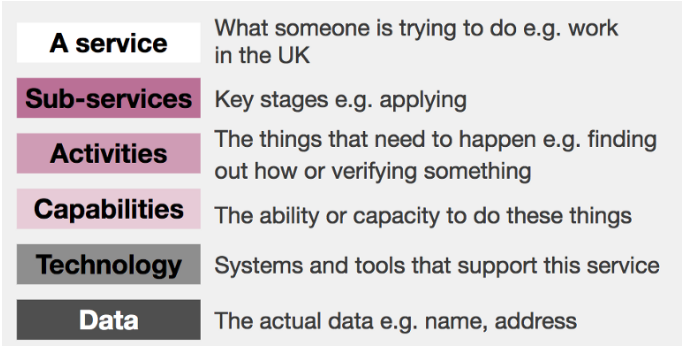 A service
What someone is trying to do e.g. work
in the UK
Sub-services
Key stages e.g. applying
Activities
The things that need to happen e.g. finding
out how or verifying something
Capabilities
The ability or capacity to do these things
Technology
Systems and tools that support this service
Data
The actual data e.g. name, address